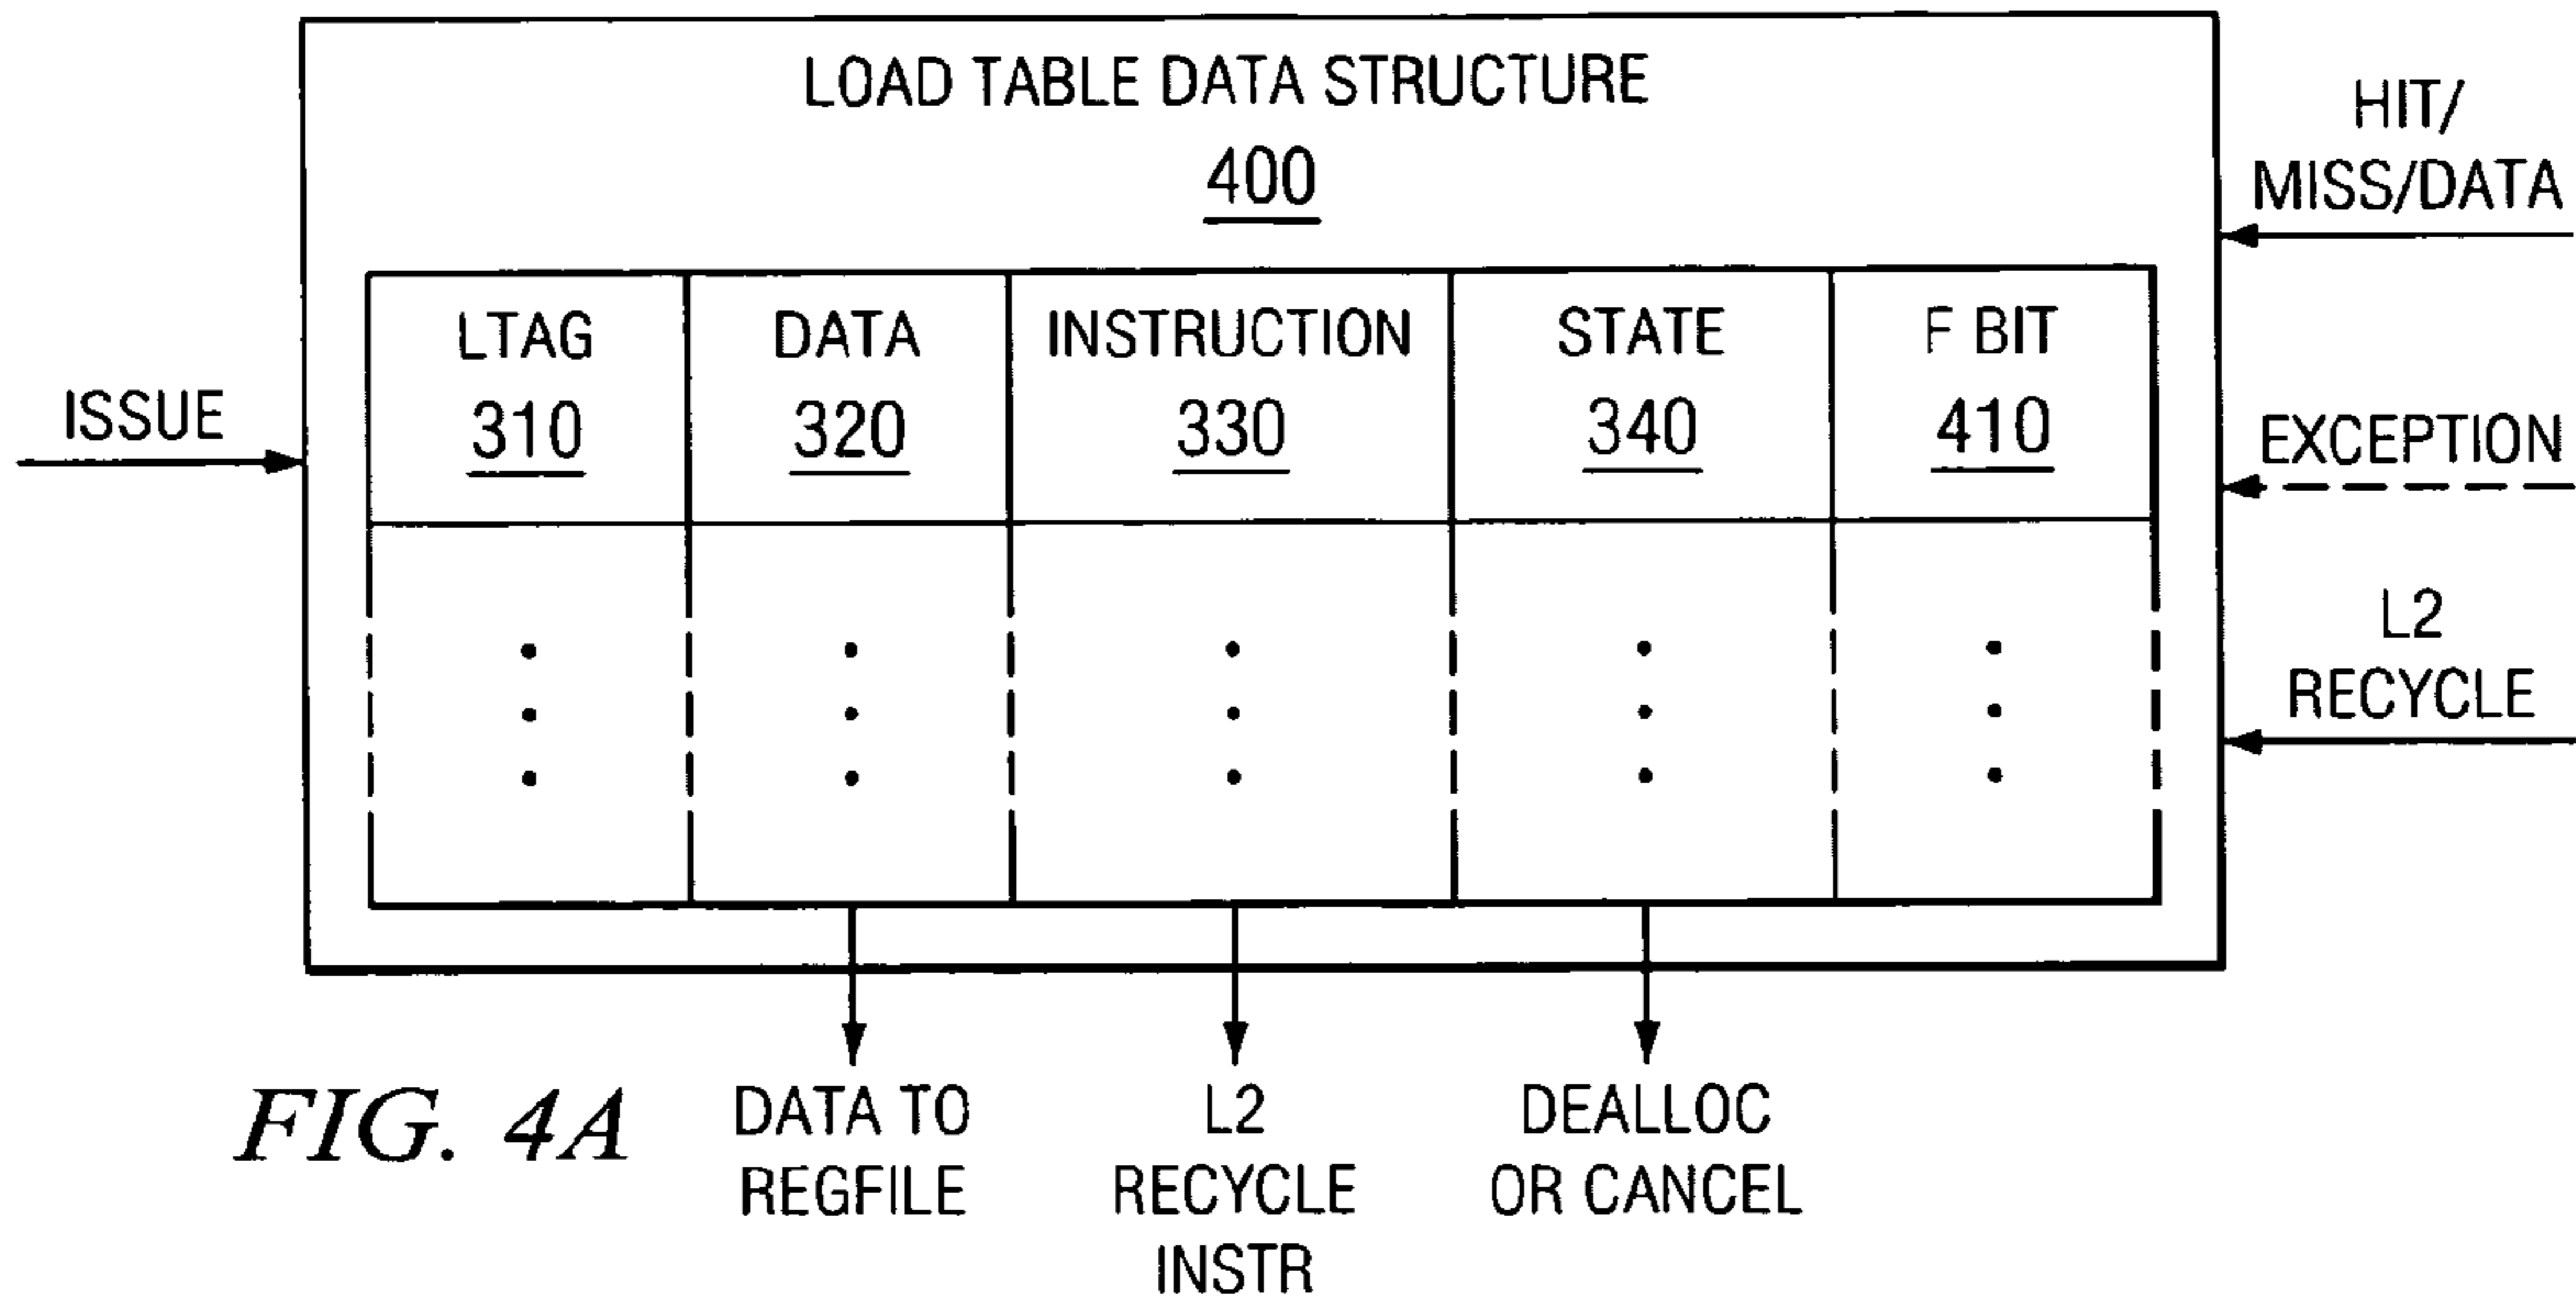 LOAD TABLE DATA STRUCTURE
400
HIT/
MISS/DATA
LTAG
310
DATA
320
INSTRUCTION
330
STATE
340
F BIT
410
ISSUE
EXCEPTION
L2
RECYCLE
DATA TO
REGFILE
L2
RECYCLE
INSTR
DEALLOC
OR CANCEL
FIG. 4A